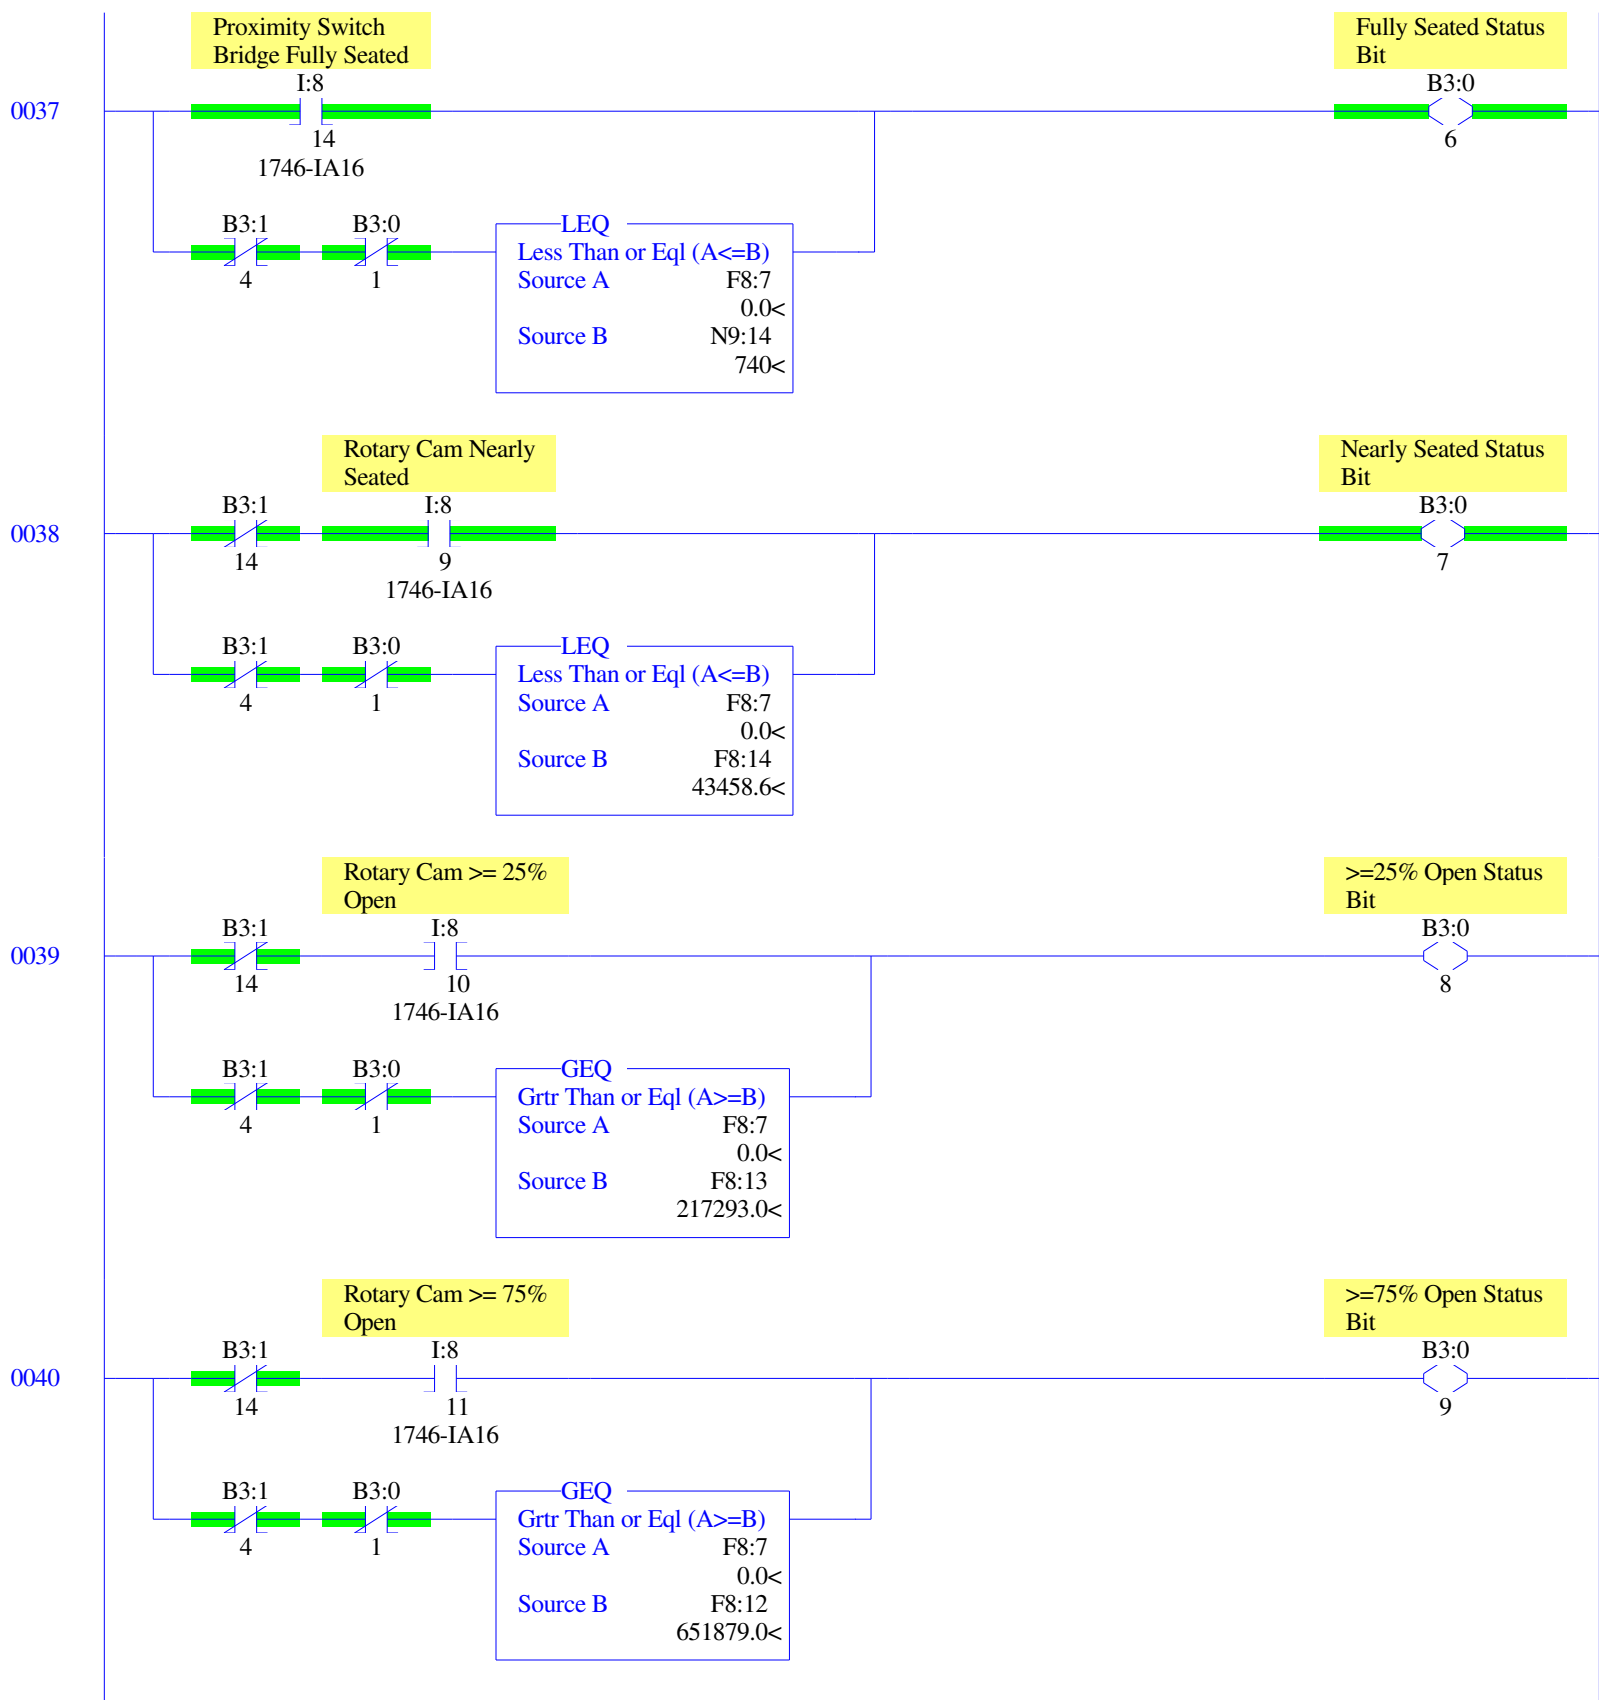 Proximity Switch
Bridge Fully Seated
Fully Seated Status
Bit
I:8
B3:0
0037
14
6
1746-IA16
B3:1
B3:0
LEQ
Less Than or Eql (A<=B)
4
1
Source A
F8:7
0.0<
Source B
N9:14
740<
Rotary Cam Nearly
Seated
Nearly Seated Status
Bit
B3:1
I:8
B3:0
0038
14
9
7
1746-IA16
B3:1
B3:0
LEQ
Less Than or Eql (A<=B)
4
1
Source A
F8:7
0.0<
Source B
F8:14
43458.6<
Rotary Cam >= 25%
Open
>=25% Open Status
Bit
B3:1
I:8
B3:0
0039
14
10
8
1746-IA16
B3:1
B3:0
GEQ
Grtr Than or Eql (A>=B)
4
1
Source A
F8:7
0.0<
Source B
F8:13
217293.0<
Rotary Cam >= 75%
Open
>=75% Open Status
Bit
B3:1
I:8
B3:0
0040
14
11
9
1746-IA16
B3:1
B3:0
GEQ
Grtr Than or Eql (A>=B)
4
1
Source A
F8:7
0.0<
Source B
F8:12
651879.0<